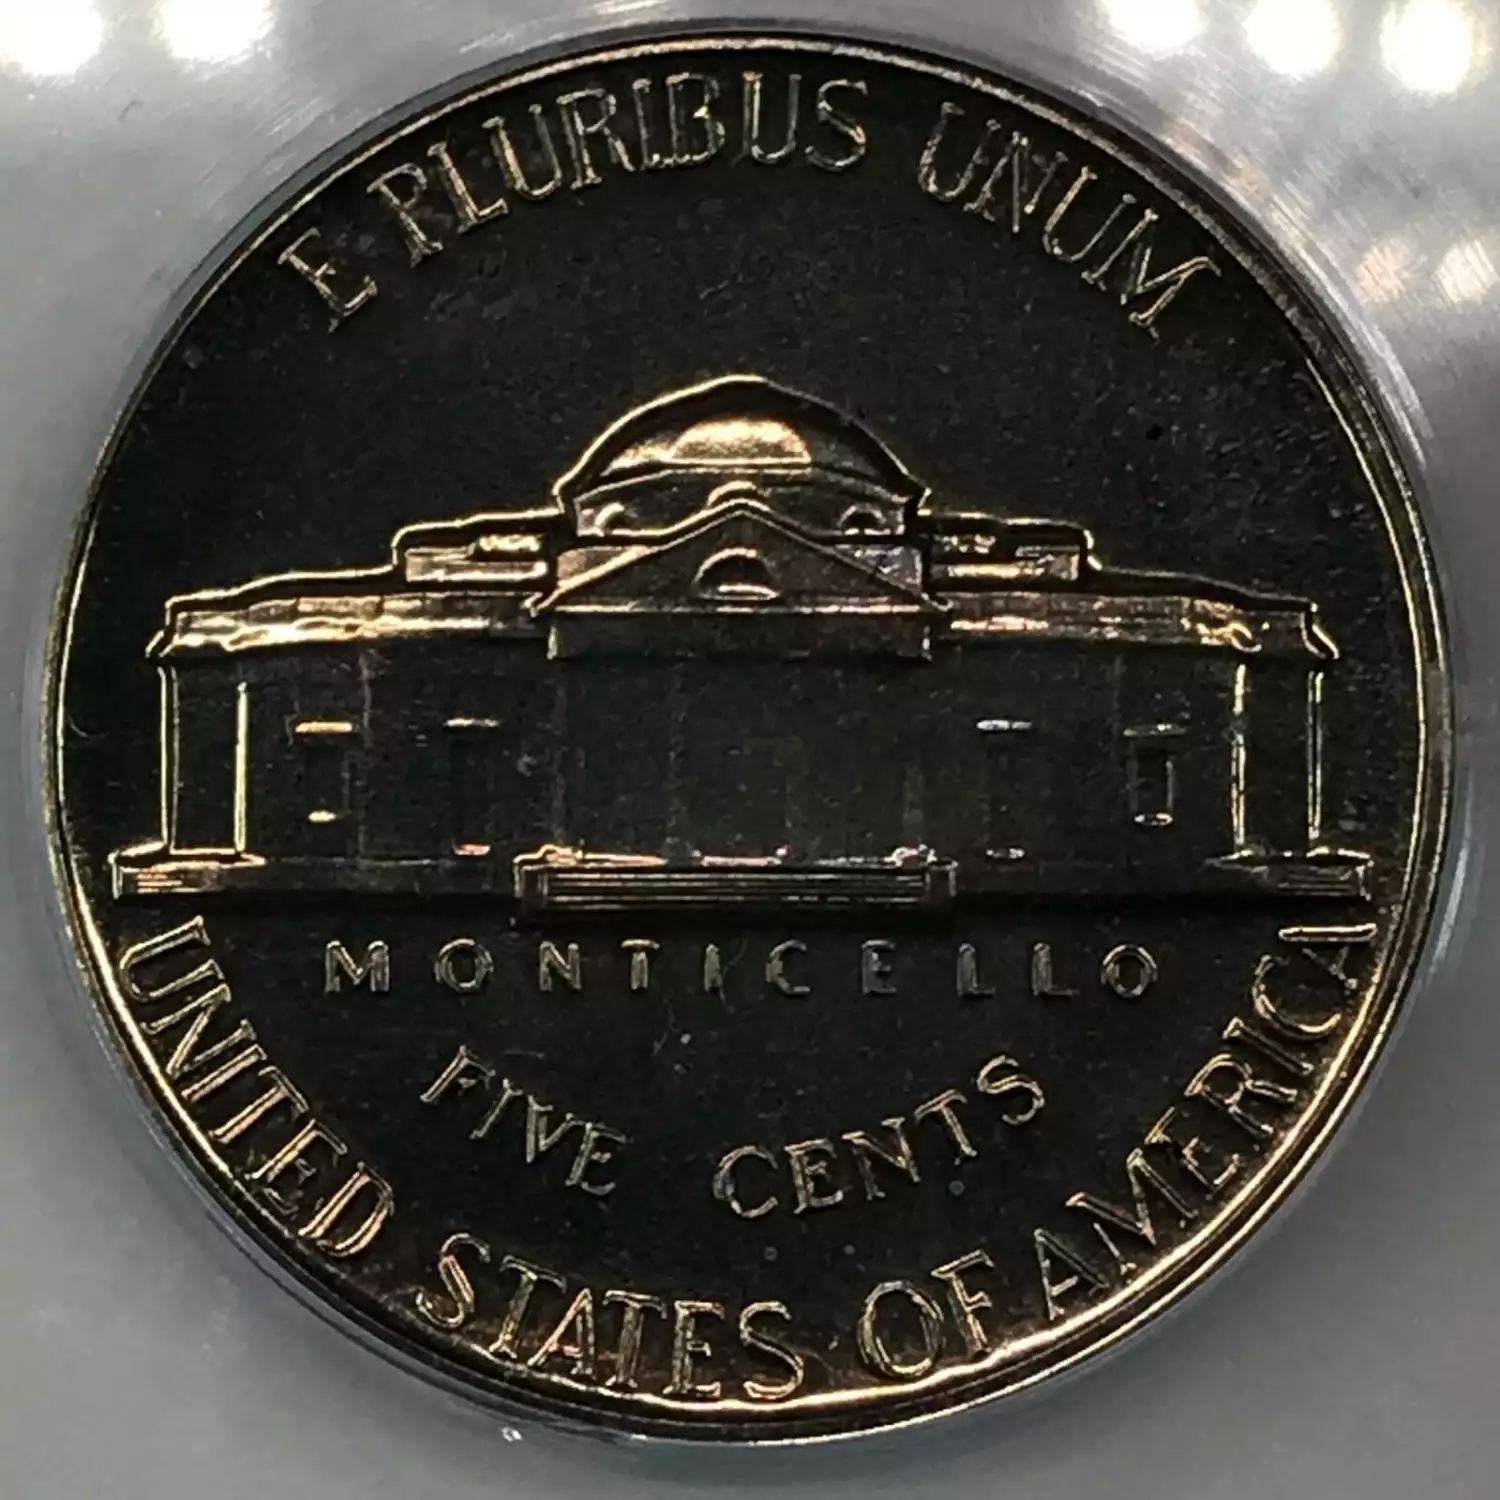 E PLURIBUS UNUM
MONTICELLO
FIVE CENTS
UNITED STATES OF AMERICA